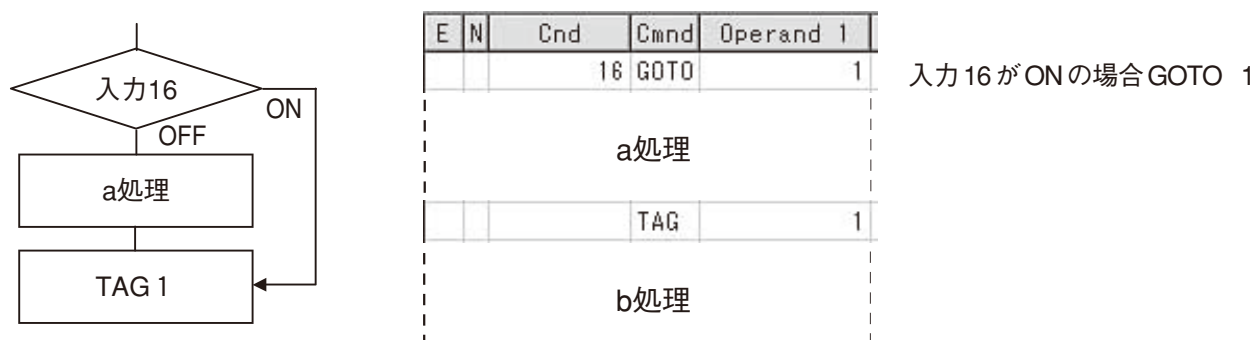 入力16
ON
OFF
a処理
TAG 1
E N Cnd Cmnd Operand 1
16 GOTO 1
a処理
TAG 1
b処理
入力16がONの場合GOTO 1